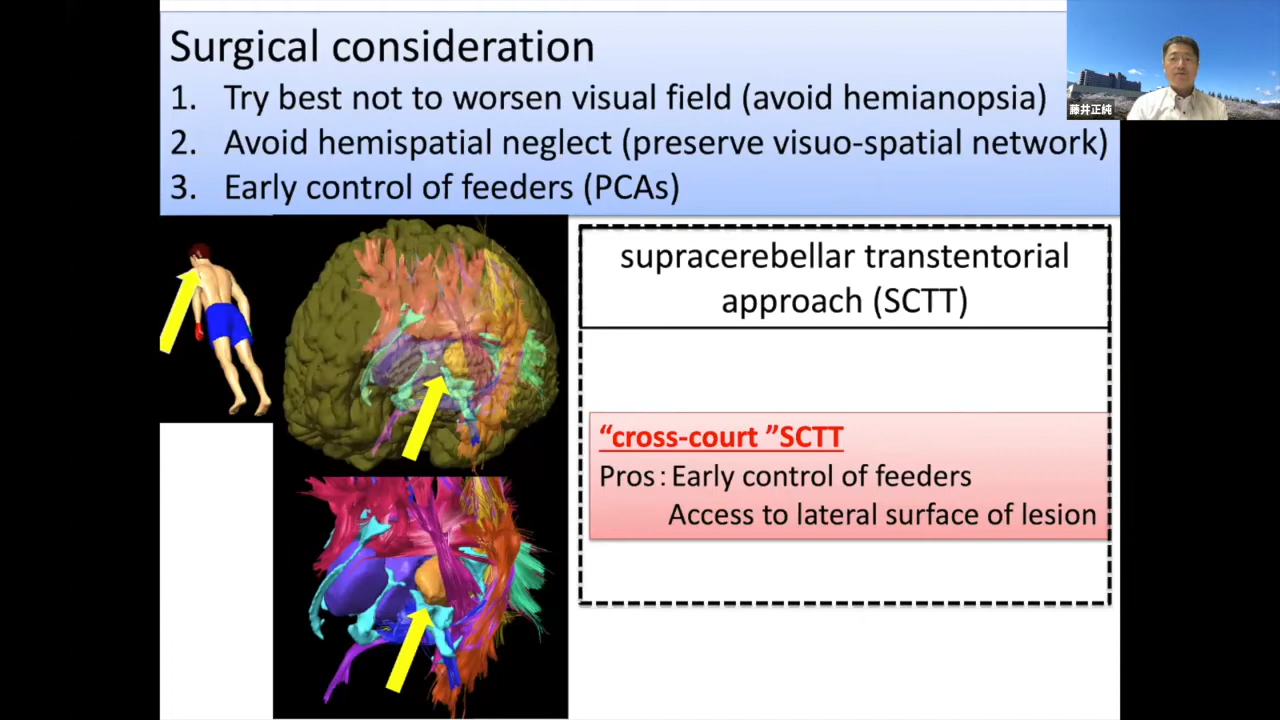 Surgical consideration
1. Try best not to worsen visual field (avoid hemianopsia)
2. Avoid hemispatial neglect (preserve visuo-spatial network)
3. Early control of feeders (PCAs)
藤井正純
supracerebellar transtentorial
approach (SCTT)
“cross-court ”SCTT
Pros：Early control of feeders
Access to lateral surface of lesion